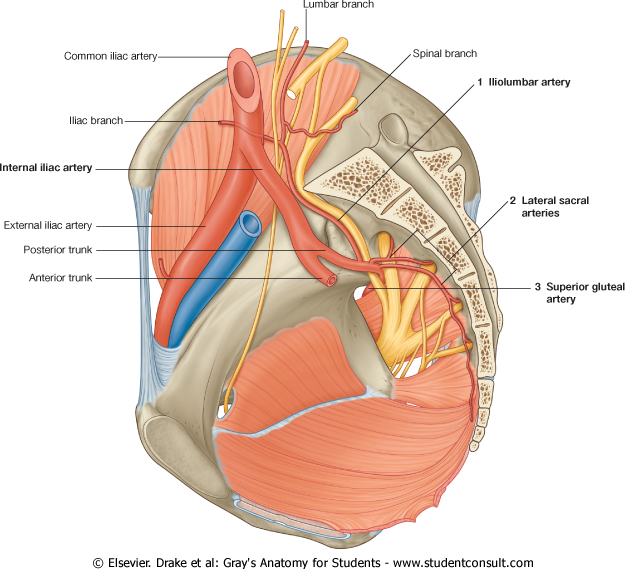 Lumbar branch
Common iliac artery
Spinal branch
1 Iliolumbar artery
Iliac branch
Internal iliac artery
2 Lateral sacral
arteries
External iliac artery
Posterior trunk
Anterior trunk
3 Superior gluteal
artery
© Elsevier. Drake et al: Gray's Anatomy for Students - www.studentconsult.com